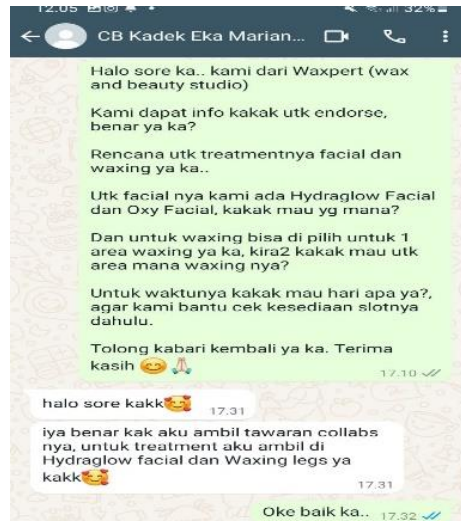 12.05 32%
CB Kadek Eka Marian...
Halo sore ka.. kami dari Waxpert (wax
and beauty studio)
Kami dapat info kakak utk endorse,
benar ya ka?
Rencana utk treatmentnya facial dan
waxing ya ka..
Utk facial nya kami ada Hydraglow Facial
dan Oxy Facial, kakak mau yg mana?
Dan untuk waxing bisa di pilih untuk 1
area waxing ya ka, kira2 kakak mau utk
area mana waxing nya?
Untuk waktunya kakak mau hari apa ya?,
agar kami bantu cek kesediaan slotnya
dahulu.
Tolong kabari kembali ya ka. Terima
kasih 😊🙏
17.10
halo sore kakk🥰
17.31
iya benar kak aku ambil tawaran collabs
nya, untuk treatment aku ambil di
Hydraglow facial dan Waxing legs ya
kakk🥰
17.31
Oke baik ka.. 17.32